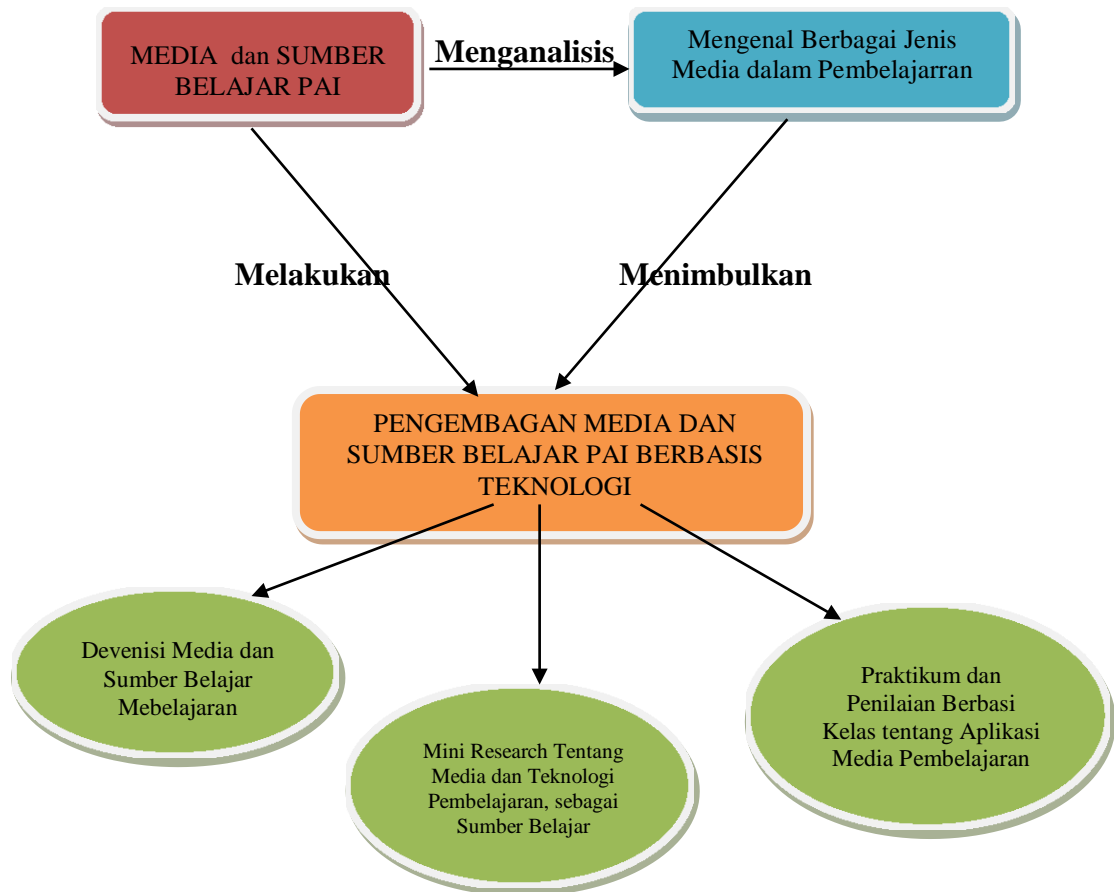 MEDIA dan SUMBER
BELAJAR PAI
Menganalisis
Mengenal Berbagai Jenis
Media dalam Pembelajarran
Melakukan
Menimbulkan
PENGEMBAGAN MEDIA DAN
SUMBER BELAJAR PAI BERBASIS
TEKNOLOGI
Devenisi Media dan
Sumber Belajar
Mebelajaran
Mini Research Tentang
Media dan Teknologi
Pembelajaran, sebagai
Sumber Belajar
Praktikum dan
Penilaian Berbasi
Kelas tentang Aplikasi
Media Pembelajaran